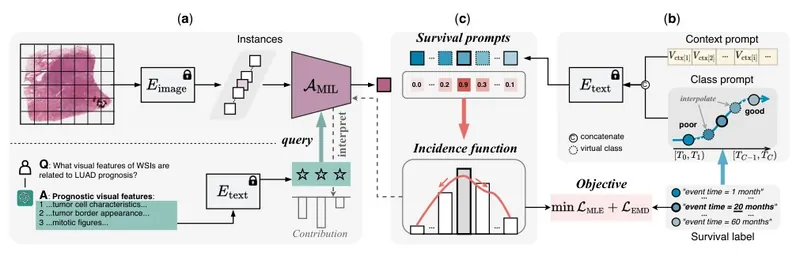 (a)
Instances
E_image
A_MIL
query
interpret
Q: What visual features of WSIs are
related to LUAD prognosis?
A: Prognostic visual features:
1 ...tumor cell characteristics...
2 ...tumor border appearance...
3 ...mitotic figures...
E_text
Contribution
(c)
Survival prompts
... ...
0.0 ... 0.2 0.9 0.3 ... 0.1
Incidence function
... ...
Objective
min L_MLE + L_EMD
(b)
Context prompt
V_ctx[1] V_ctx[2] ... V_ctx[i] ...
Class prompt
E_text
C
interpolate
good
poor
[T_0, T_1) [T_{C-1}, T_C)
C concatenate
virtual class
"event time = 1 month"
... ...
"event time = 20 months"
... ...
"event time = 60 months"
Survival label